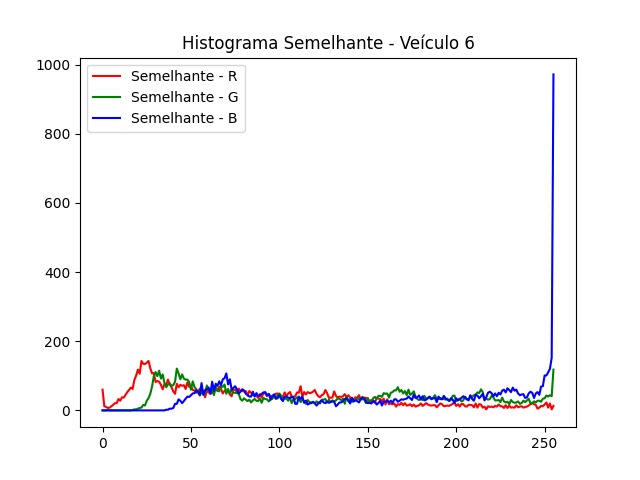 Histograma Semelhante - Veículo 6
Semelhante - R
Semelhante - G
Semelhante - B
1000
800
600
400
200
0
0 50 100 150 200 250